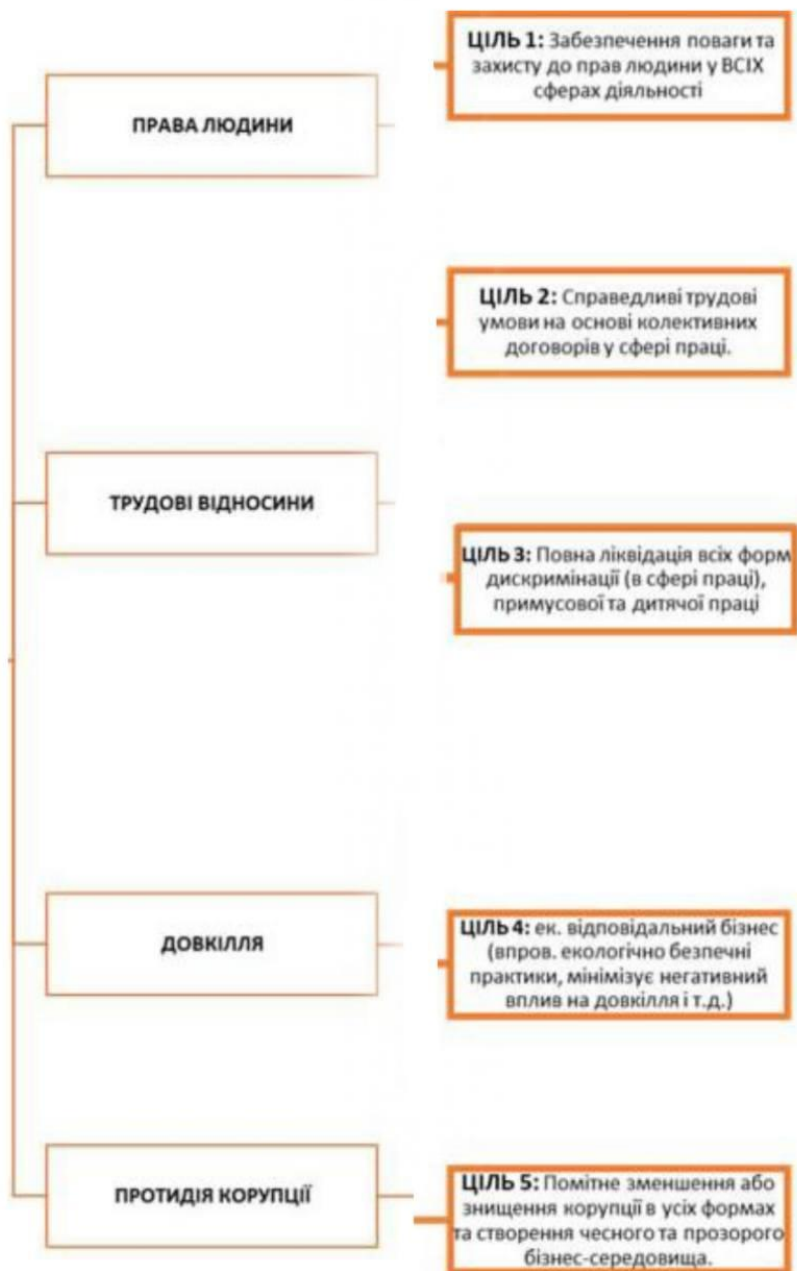 ЦІЛЬ 1: Забезпечення поваги та
захисту до прав людини у ВСІХ
сферах діяльності
ПРАВА ЛЮДИНИ
ЦІЛЬ 2: Справедливі трудові
умови на основі колективних
договорів у сфері праці.
ТРУДОВІ ВІДНОСИНИ
ЦІЛЬ 3: Повна ліквідація всіх форм
дискримінації (в сфері праці),
примусової та дитячої праці
ДОВКІЛЛЯ
ЦІЛЬ 4: ек. відповідальний бізнес
(впров. екологічно безпечні
практики, мінімізує негативний
вплив на довкілля і т.д.)
ПРОТИДІЯ КОРУПЦІЇ
ЦІЛЬ 5: Помітне зменшення або
знищення корупції в усіх формах
та створення чесного та прозорого
бізнес-середовища.